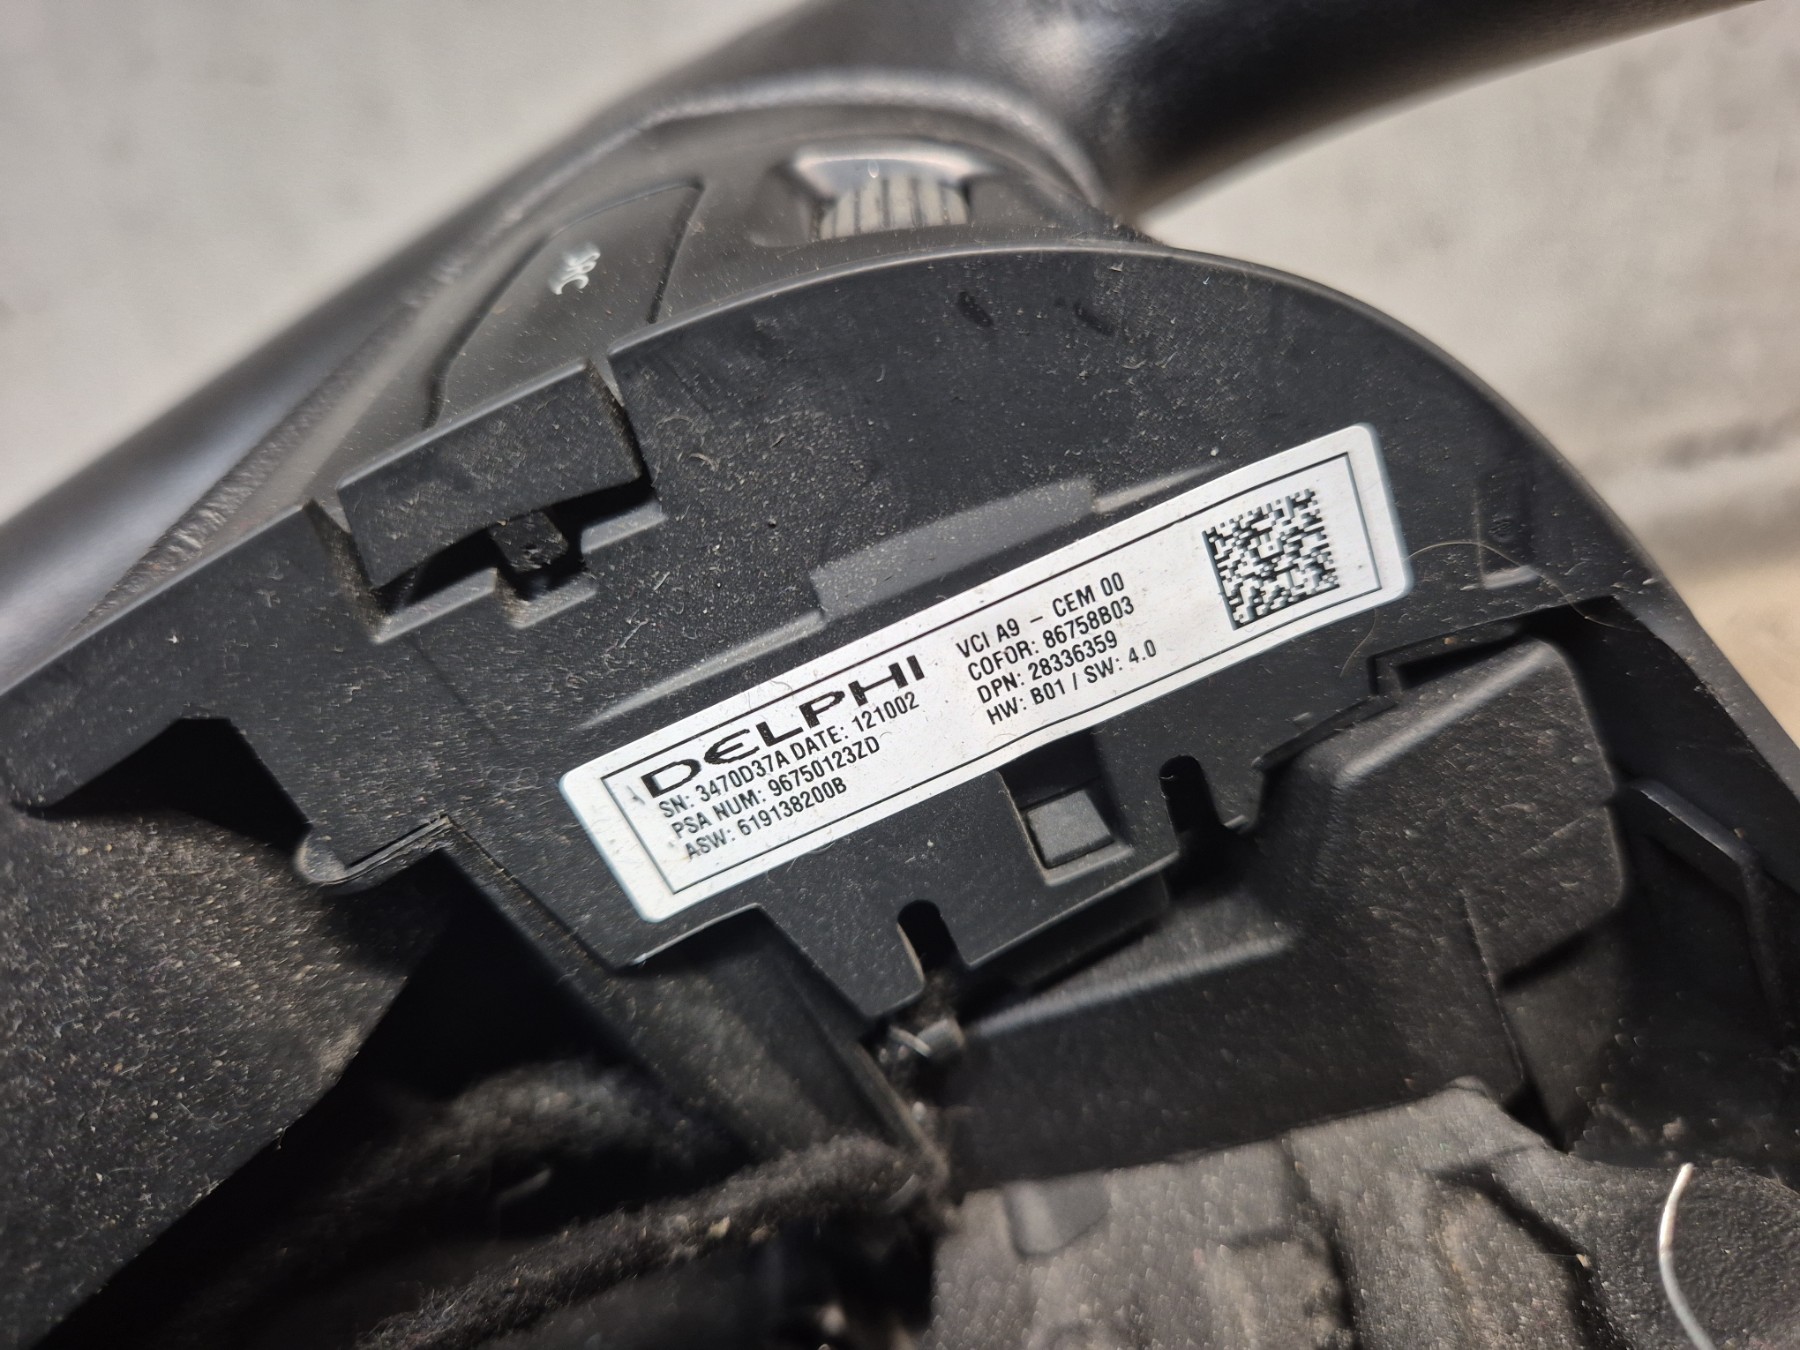 SRC
DELPHI
SN: 3470D37A DATE: 121002
PSA NUM: 96750123ZD
ASW: 619138200B
VCI A9 - CEM 00
COFOR: 86758B03
DPN: 28336359
HW: B01 / SW: 4.0